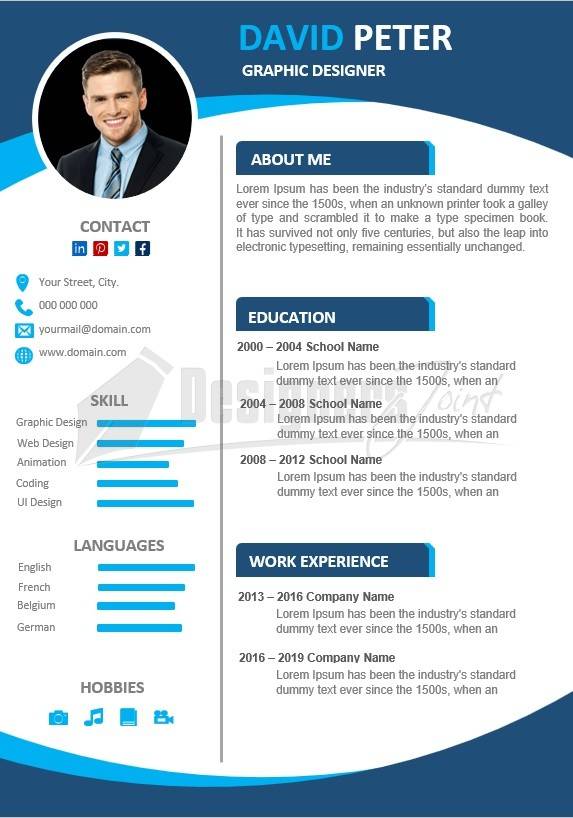 DAVID PETER
GRAPHIC DESIGNER
CONTACT
Your Street, City.
000 000 000
yourmail@domain.com
www.domain.com
SKILL
Graphic Design
Web Design
Animation
Coding
UI Design
LANGUAGES
English
French
Belgium
German
HOBBIES
ABOUT ME
Lorem Ipsum has been the industry's standard dummy text
ever since the 1500s, when an unknown printer took a galley
of type and scrambled it to make a type specimen book.
It has survived not only five centuries, but also the leap into
electronic typesetting, remaining essentially unchanged.
EDUCATION
2000 – 2004 School Name
Lorem Ipsum has been the industry's standard
dummy text ever since the 1500s, when an
2004 – 2008 School Name
Lorem Ipsum has been the industry's standard
dummy text ever since the 1500s, when an
2008 – 2012 School Name
Lorem Ipsum has been the industry's standard
dummy text ever since the 1500s, when an
WORK EXPERIENCE
2013 – 2016 Company Name
Lorem Ipsum has been the industry's standard
dummy text ever since the 1500s, when an
2016 – 2019 Company Name
Lorem Ipsum has been the industry's standard
dummy text ever since the 1500s, when an
Designers Joint